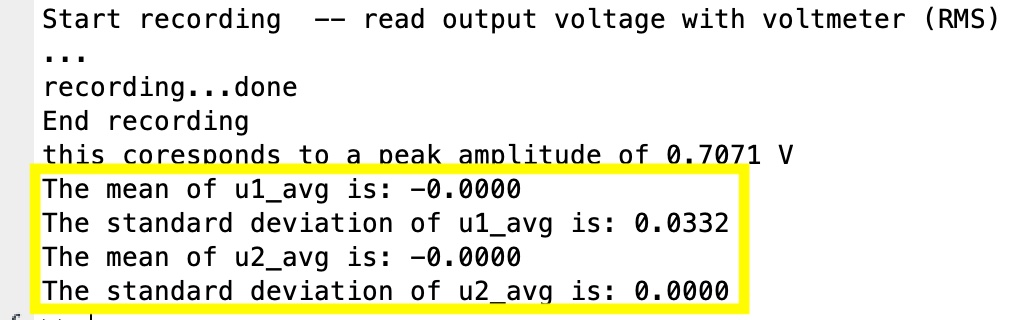 Start recording  -- read output voltage with voltmeter (RMS)
...
recording...done
End recording
this coresponds to a peak amplitude of 0.7071 V
The mean of u1_avg is: -0.0000
The standard deviation of u1_avg is: 0.0332
The mean of u2_avg is: -0.0000
The standard deviation of u2_avg is: 0.0000